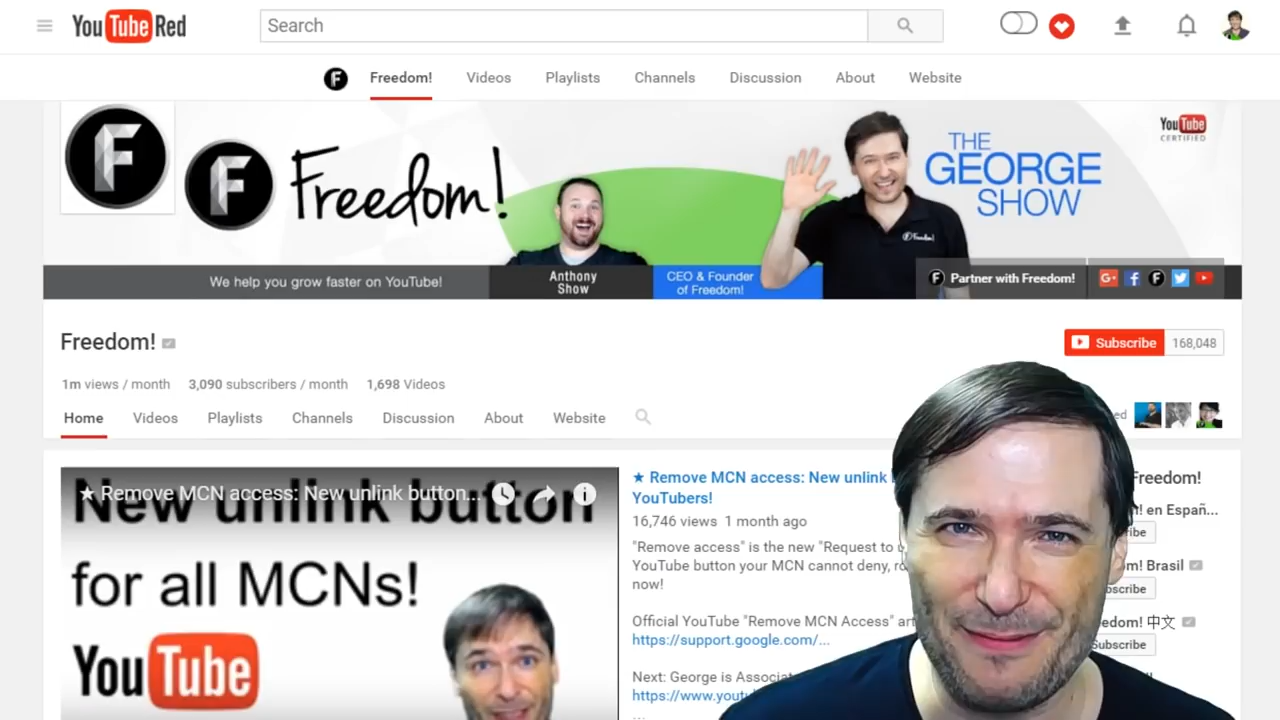 YouTube Red
Search
Freedom! Videos Playlists Channels Discussion About Website
Freedom!
THE
GEORGE
SHOW
YouTube
CERTIFIED
We help you grow faster on YouTube!
Anthony
Show
CEO & Founder
of Freedom!
Freedom!
Partner with Freedom!
Freedom!
Subscribe 168,048
1m views / month 3,090 subscribers / month 1,698 Videos
Home Videos Playlists Channels Discussion About Website
ed
★ Remove MCN access: New unlink button...
New unlink button
for all MCNs!
YouTube
★ Remove MCN access: New unlink
YouTubers!
16,746 views 1 month ago
"Remove access" is the new "Request to
YouTube button your MCN cannot deny,
now!
Official YouTube "Remove MCN Access"
https://support.google.com/...
Next: George is
...
Freedom!
en Españ...
Brasil
中文
Subscribe